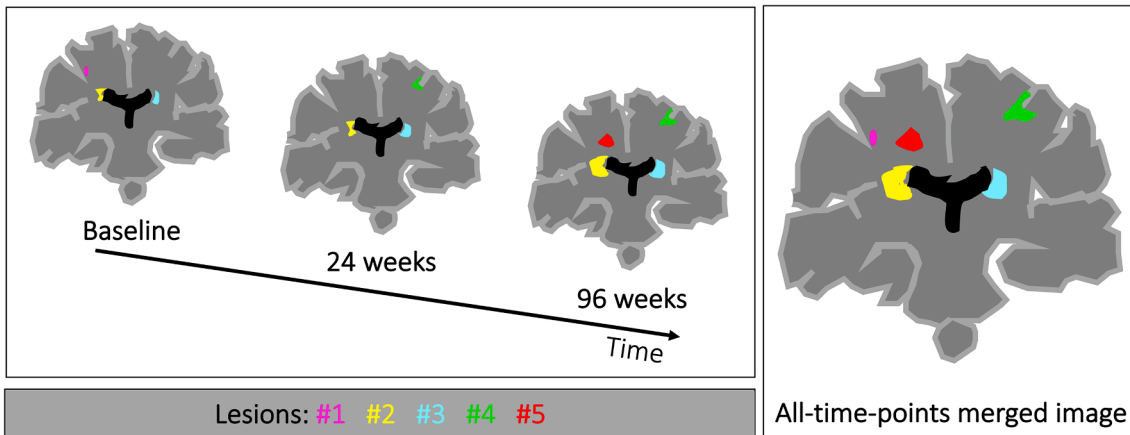 Baseline
24 weeks
96 weeks
Time
Lesions: #1 #2 #3 #4 #5
All-time-points merged image